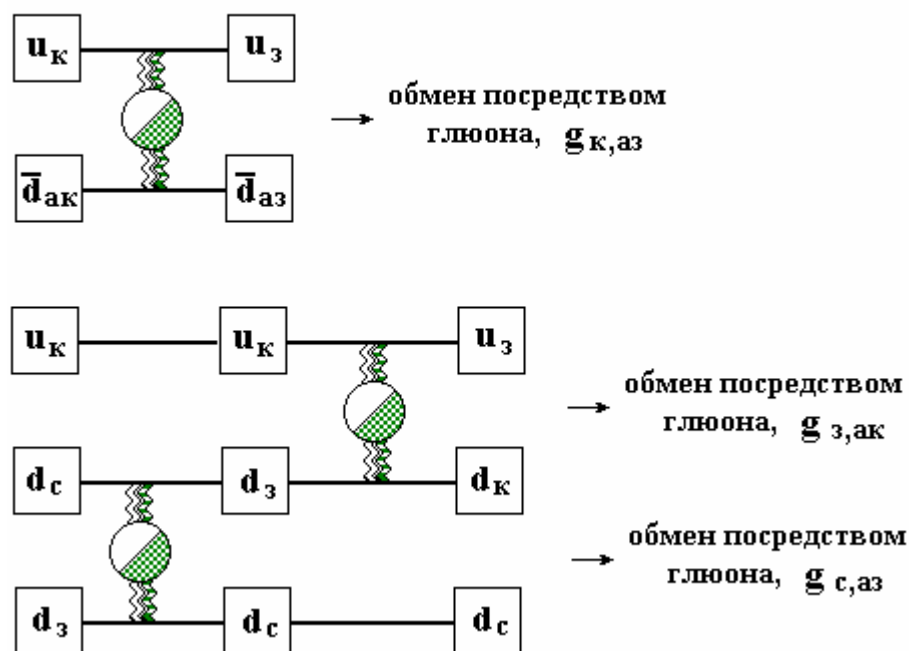 u к u з
обмен посредством
глюона, g к,аз
d̅ ак d̅ аз
u к u к u з
обмен посредством
глюона, g з,ак
d с d з d к
обмен посредством
глюона, g с,аз
d з d с d с